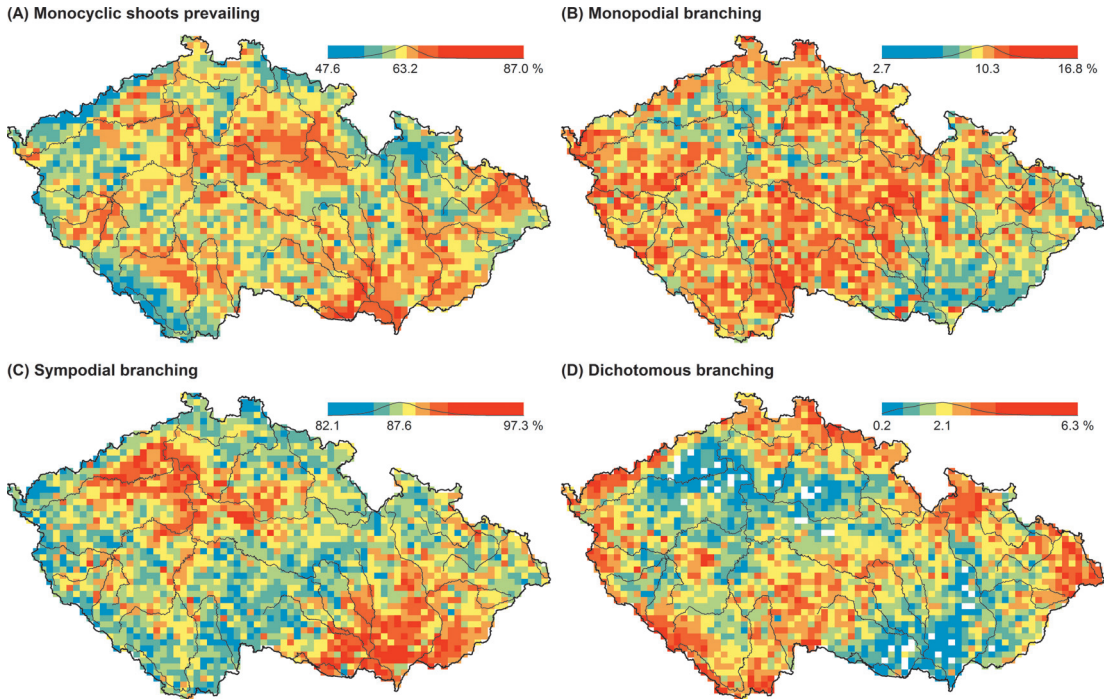 (A) Monocyclic shoots prevailing
47.6 63.2 87.0 %
(B) Monopodial branching
2.7 10.3 16.8 %
(C) Sympodial branching
82.1 87.6 97.3 %
(D) Dichotomous branching
0.2 2.1 6.3 %